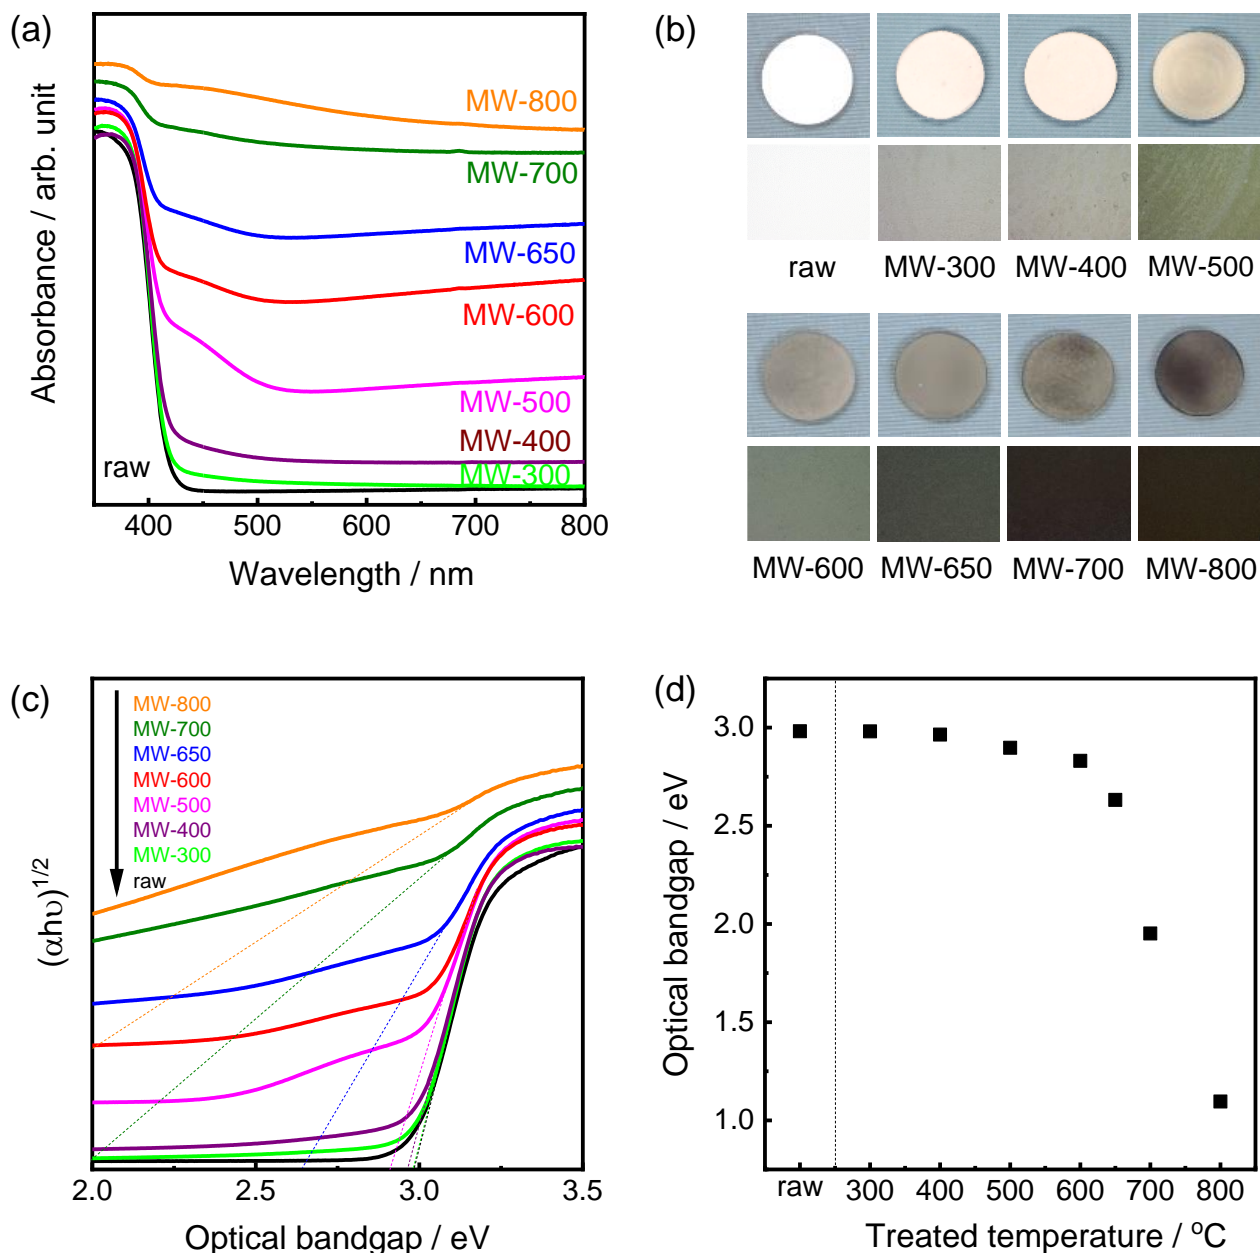 (a)
Absorbance / arb. unit
MW-800
MW-700
MW-650
MW-600
MW-500
MW-400
MW-300
raw
400 500 600 700 800
Wavelength / nm
(b)
raw MW-300 MW-400 MW-500
MW-600 MW-650 MW-700 MW-800
(c)
MW-800
MW-700
MW-650
MW-600
MW-500
MW-400
MW-300
raw
(αhυ)1/2
2.0 2.5 3.0 3.5
Optical bandgap / eV
(d)
Optical bandgap / eV
3.0
2.5
2.0
1.5
1.0
raw 300 400 500 600 700 800
Treated temperature / ºC